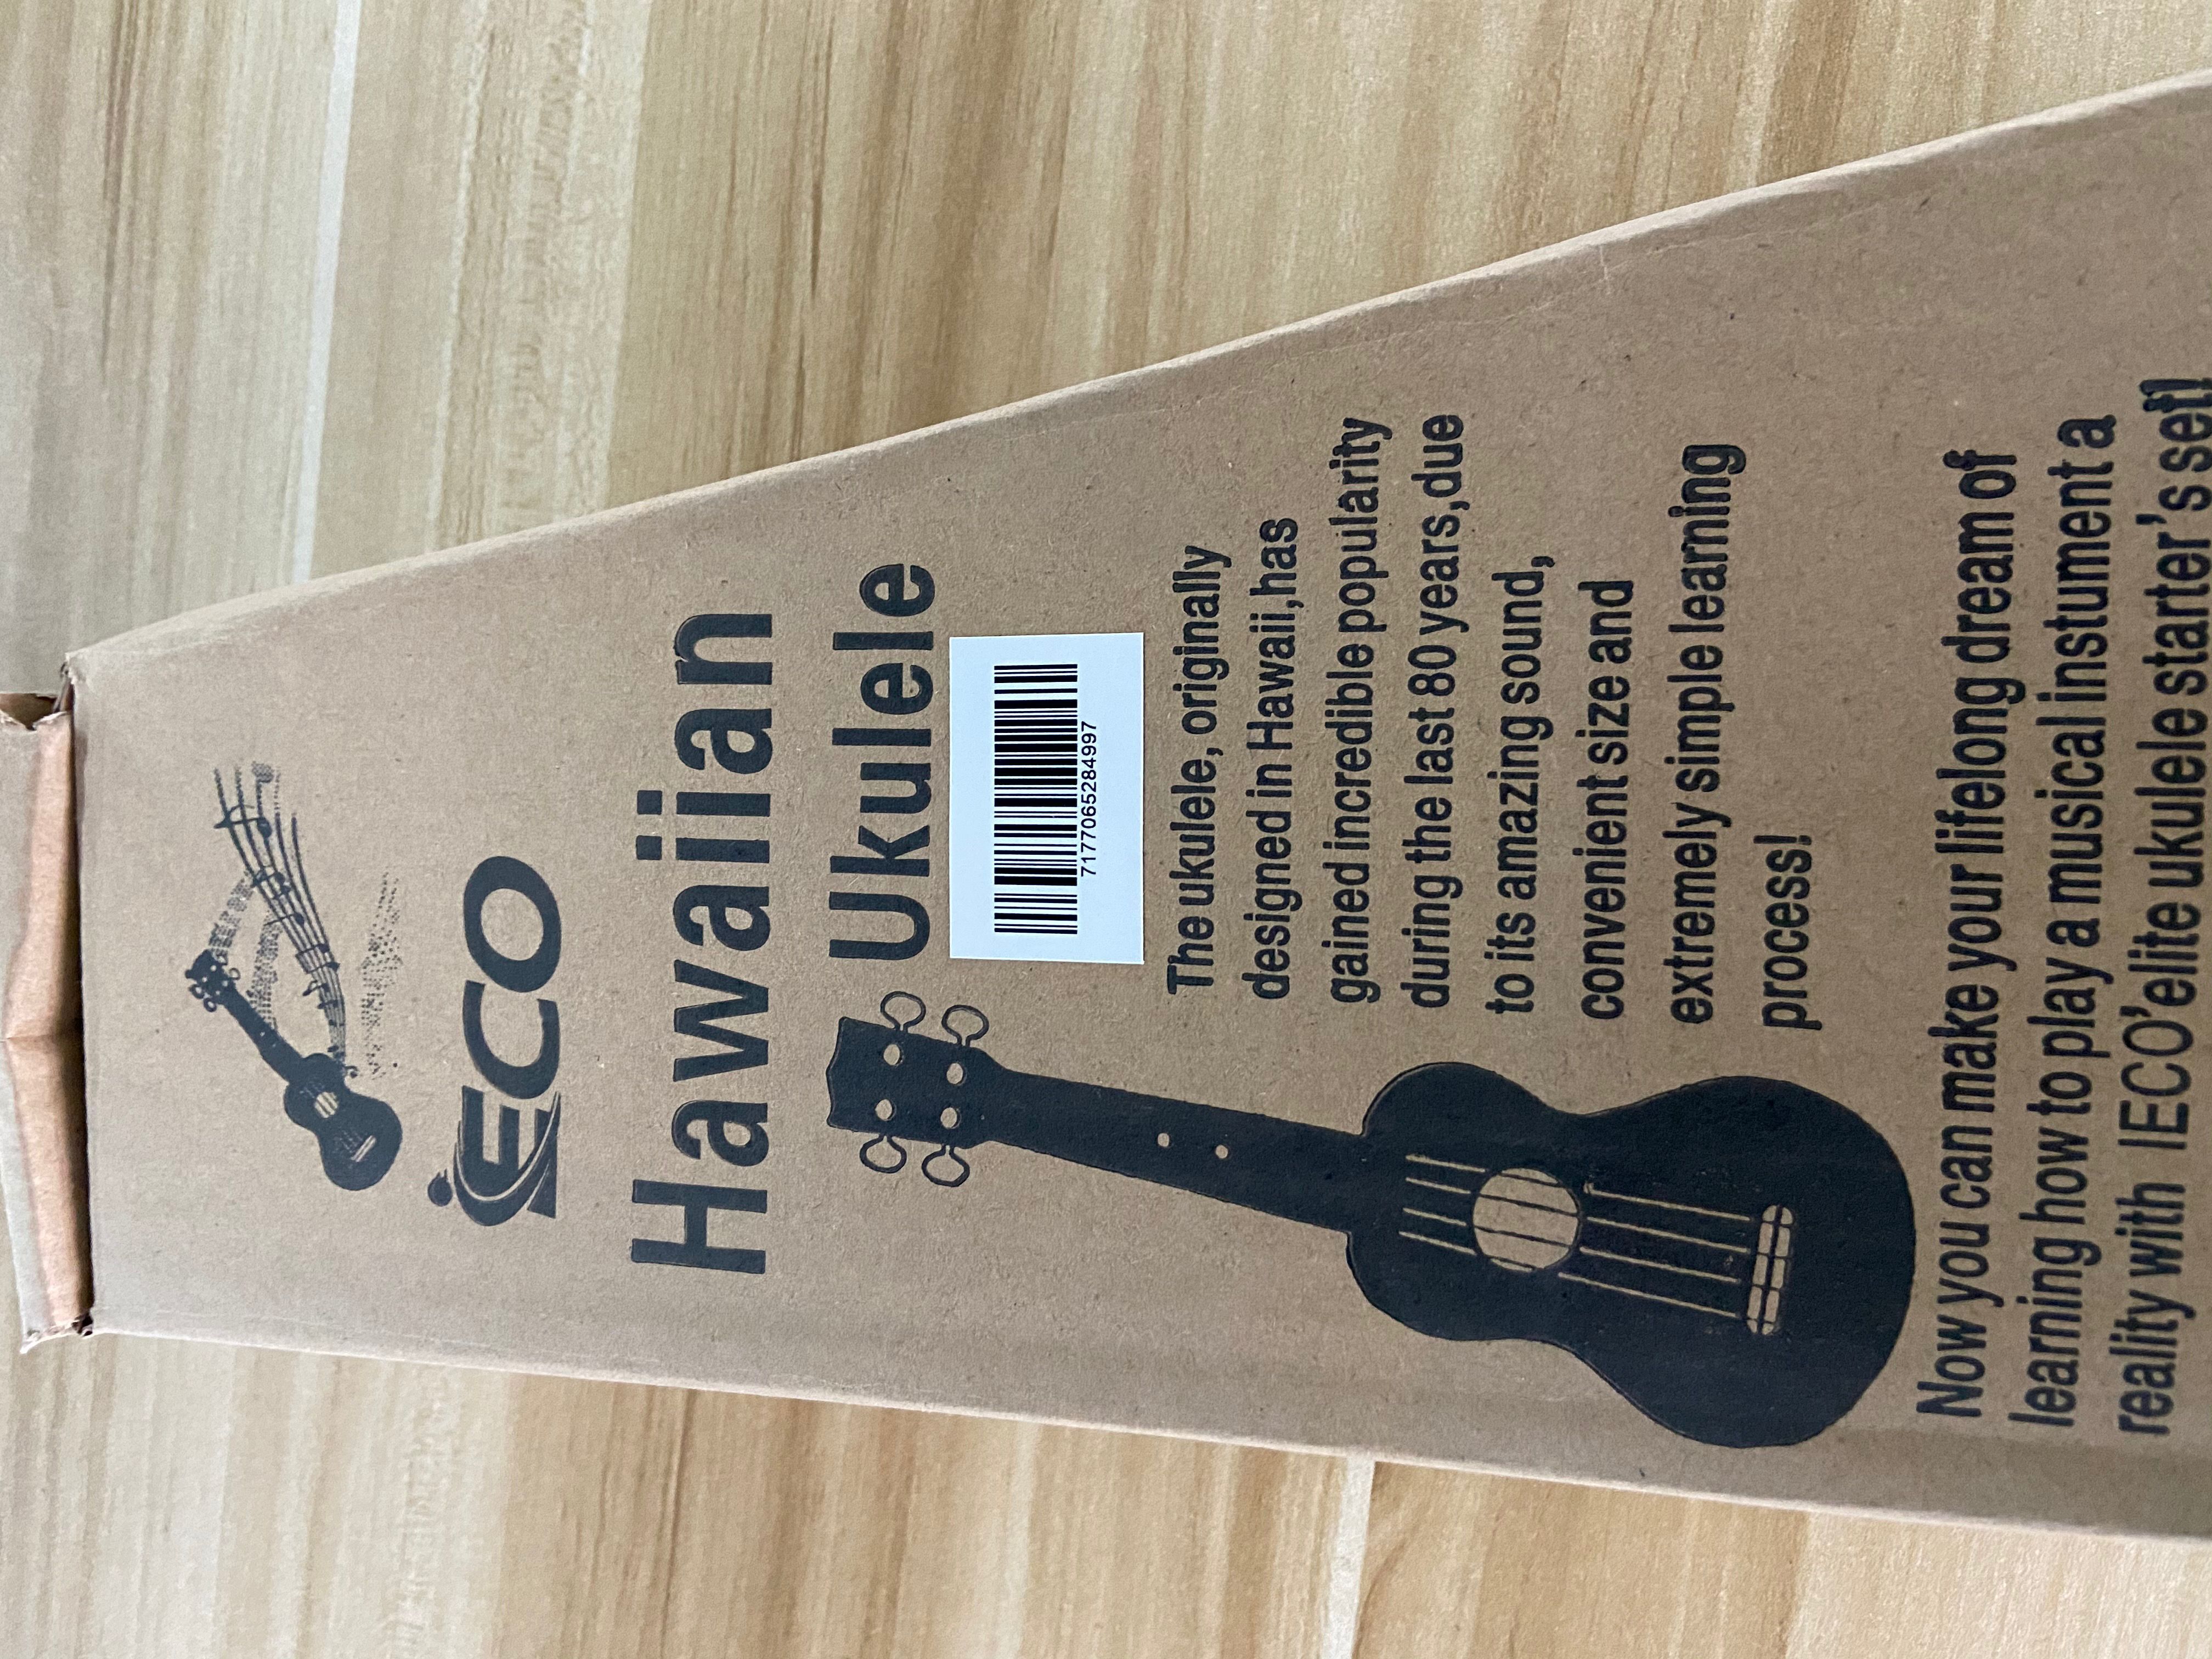 iECO
Hawaiian
Ukulele
7177065284997
The ukulele, originally
designed in Hawaii,has
gained incredible popularity
during the last 80 years,due
to its amazing sound,
convenient size and
extremely simple learning
process!
Now you can make your lifelong dream of
learning how to play a musical instument a
reality with IECO'elite ukulele starter's set!